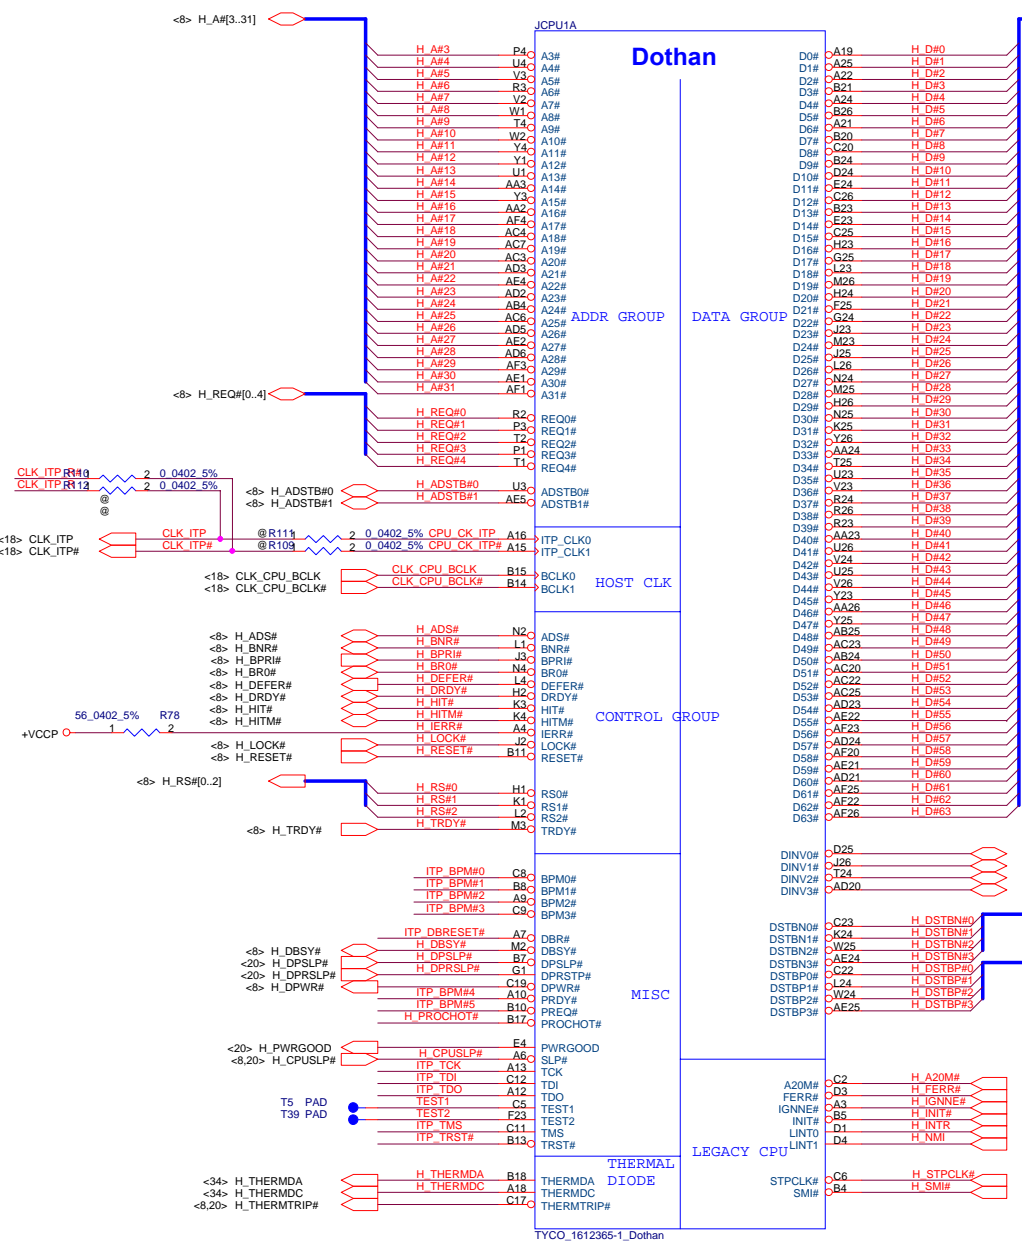 <8> H_A#[3..31]
JCPU1A
Dothan
H_A#3 P4 A3# D0# A19 H_D#0
H_A#4 U4 A4# D1# A25 H_D#1
H_A#5 V3 A5# D2# A22 H_D#2
H_A#6 R3 A6# D3# B21 H_D#3
H_A#7 V2 A7# D4# A24 H_D#4
H_A#8 W1 A8# D5# B26 H_D#5
H_A#9 T4 A9# D6# A21 H_D#6
H_A#10 W2 A10# D7# B20 H_D#7
H_A#11 Y4 A11# D8# C20 H_D#8
H_A#12 Y1 A12# D9# B24 H_D#9
H_A#13 U1 A13# D10# D24 H_D#10
H_A#14 AA3 A14# D11# E24 H_D#11
H_A#15 Y3 A15# D12# C26 H_D#12
H_A#16 AA2 A16# D13# B23 H_D#13
H_A#17 AF4 A17# D14# E23 H_D#14
H_A#18 AC4 A18# D15# C25 H_D#15
H_A#19 AC7 A19# D16# H23 H_D#16
H_A#20 AC3 A20# D17# G25 H_D#17
H_A#21 AD3 A21# D18# L23 H_D#18
H_A#22 AE4 A22# D19# M26 H_D#19
H_A#23 AD2 A23# D20# H24 H_D#20
H_A#24 AB4 A24# D21# F25 H_D#21
H_A#25 AC6 A25# ADDR GROUP DATA GROUP D22# G24 H_D#22
H_A#26 AD5 A26# D23# J23 H_D#23
H_A#27 AE2 A27# D24# M23 H_D#24
H_A#28 AD6 A28# D25# J25 H_D#25
H_A#29 AF3 A29# D26# L26 H_D#26
H_A#30 AE1 A30# D27# N24 H_D#27
H_A#31 AF1 A31# D28# M25 H_D#28
<8> H_REQ#[0..4]
D29# H26 H_D#29
H_REQ#0 R2 REQ0# D30# N25 H_D#30
H_REQ#1 P3 REQ1# D31# K25 H_D#31
H_REQ#2 T2 REQ2# D32# Y26 H_D#32
H_REQ#3 P1 REQ3# D33# AA24 H_D#33
H_REQ#4 T1 REQ4# D34# T25 H_D#34
CLK_ITP_R# R110 1 2 0_0402_5% D35# U23 H_D#35
CLK_ITP_R R112 1 2 0_0402_5% D36# V23 H_D#36
@
@
<8> H_ADSTB#0 H_ADSTB#0 U3 ADSTB0# D37# R24 H_D#37
<8> H_ADSTB#1 H_ADSTB#1 AE5 ADSTB1# D38# R26 H_D#38
D39# R23 H_D#39
<18> CLK_ITP CLK_ITP @R111 1 2 0_0402_5% CPU_CK_ITP A16 ITP_CLK0 D40# AA23 H_D#40
<18> CLK_ITP# CLK_ITP# @R109 1 2 0_0402_5% CPU_CK_ITP# A15 ITP_CLK1 D41# U26 H_D#41
D42# V24 H_D#42
<18> CLK_CPU_BCLK CLK_CPU_BCLK B15 BCLK0 HOST CLK D43# U25 H_D#43
<18> CLK_CPU_BCLK# CLK_CPU_BCLK# B14 BCLK1 D44# V26 H_D#44
D45# Y23 H_D#45
D46# AA26 H_D#46
D47# Y25 H_D#47
<8> H_ADS# H_ADS# N2 ADS# D48# AB25 H_D#48
<8> H_BNR# H_BNR# L1 BNR# D49# AC23 H_D#49
<8> H_BPRI# H_BPRI# J3 BPRI# D50# AB24 H_D#50
<8> H_BR0# H_BR0# N4 BR0# D51# AC20 H_D#51
<8> H_DEFER# H_DEFER# L4 DEFER# D52# AC22 H_D#52
<8> H_DRDY# H_DRDY# H2 DRDY# D53# AC25 H_D#53
<8> H_HIT# H_HIT# K3 HIT# D54# AD23 H_D#54
<8> H_HITM# H_HITM# K4 HITM# CONTROL GROUP D55# AE22 H_D#55
+VCCP 56_0402_5% R78 1 2 H_IERR# A4 IERR# D56# AF23 H_D#56
<8> H_LOCK# H_LOCK# J2 LOCK# D57# AD24 H_D#57
<8> H_RESET# H_RESET# B11 RESET# D58# AF20 H_D#58
D59# AE21 H_D#59
<8> H_RS#[0..2]
D60# AD21 H_D#60
H_RS#0 H1 RS0# D61# AF25 H_D#61
H_RS#1 K1 RS1# D62# AF22 H_D#62
H_RS#2 L2 RS2# D63# AF26 H_D#63
<8> H_TRDY# H_TRDY# M3 TRDY#
DINV0# D25
DINV1# J26
ITP_BPM#0 C8 BPM0# DINV2# T24
ITP_BPM#1 B8 BPM1# DINV3# AD20
ITP_BPM#2 A9 BPM2#
ITP_BPM#3 C9 BPM3#
DSTBN0# C23 H_DSTBN#0
ITP_DBRESET# A7 DBR# DSTBN1# K24 H_DSTBN#1
<8> H_DBSY# H_DBSY# M2 DBSY# DSTBN2# W25 H_DSTBN#2
<20> H_DPSLP# H_DPSLP# B7 DPSLP# DSTBN3# AE24 H_DSTBN#3
<20> H_DPRSLP# H_DPRSLP# G1 DPRSTP# DSTBP0# C22 H_DSTBP#0
<8> H_DPWR# C19 DPWR# DSTBP1# L24 H_DSTBP#1
ITP_BPM#4 A10 PRDY# MISC DSTBP2# W24 H_DSTBP#2
ITP_BPM#5 B10 PREQ# DSTBP3# AE25 H_DSTBP#3
H_PROCHOT# B17 PROCHOT#
<20> H_PWRGOOD E4 PWRGOOD
<8,20> H_CPUSLP# H_CPUSLP# A6 SLP#
ITP_TCK A13 TCK
ITP_TDI C12 TDI A20M# C2 H_A20M#
ITP_TDO A12 TDO FERR# D3 H_FERR#
T5 PAD TEST1 C5 TEST1 IGNNE# A3 H_IGNNE#
T39 PAD TEST2 F23 TEST2 INIT# B5 H_INIT#
ITP_TMS C11 TMS LINT0 D1 H_INTR
ITP_TRST# B13 TRST# LINT1 D4 H_NMI
LEGACY CPU
THERMAL
DIODE
<34> H_THERMDA H_THERMDA B18 THERMDA STPCLK# C6 H_STPCLK#
<34> H_THERMDC H_THERMDC A18 THERMDC SMI# B4 H_SMI#
<8,20> H_THERMTRIP# C17 THERMTRIP#
TYCO_1612365-1_Dothan